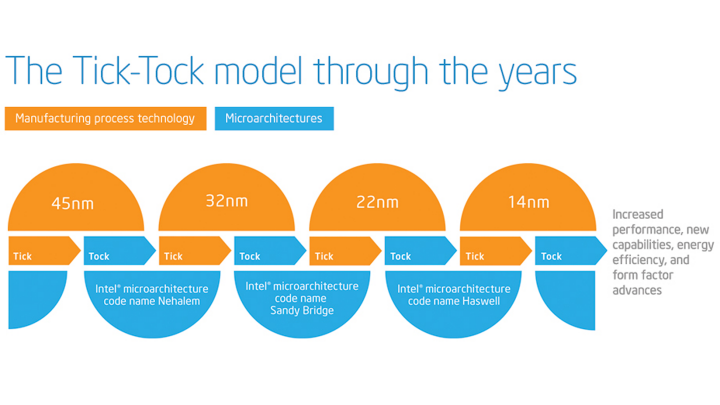 The Tick-Tock model through the years
Manufacturing process technology
Microarchitectures
45nm
32nm
22nm
14nm
Tick
Tock
Tick
Tock
Tick
Tock
Tick
Tock
Intel® microarchitecture
code name Nehalem
Intel® microarchitecture
code name
Sandy Bridge
Intel® microarchitecture
code name Haswell
Increased
performance, new
capabilities, energy
efficiency, and
form factor
advances